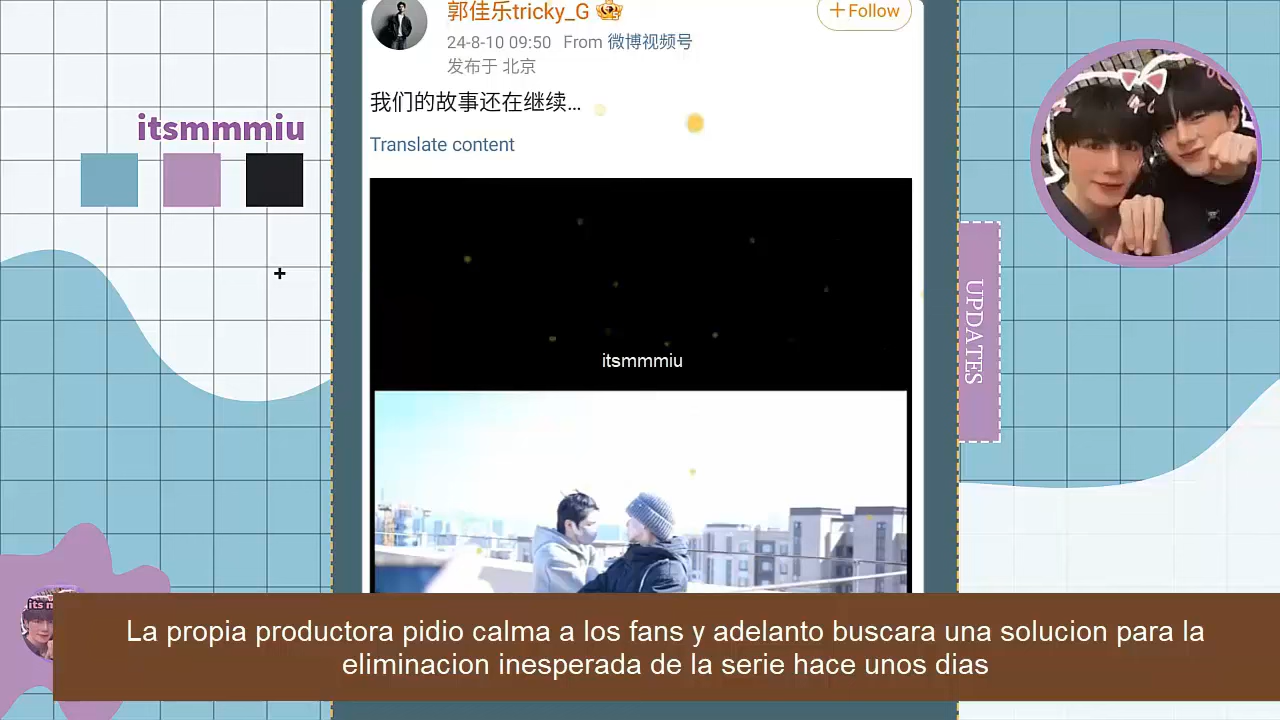 郭佳乐tricky_G
+Follow
24-8-10 09:50 From 微博视频号
发布于 北京
我们的故事还在继续...
Translate content
itsmmmiu
UPDATES
itsmmmiu
its m
La propia productora pidio calma a los fans y adelanto buscara una solucion para la
eliminacion inesperada de la serie hace unos dias